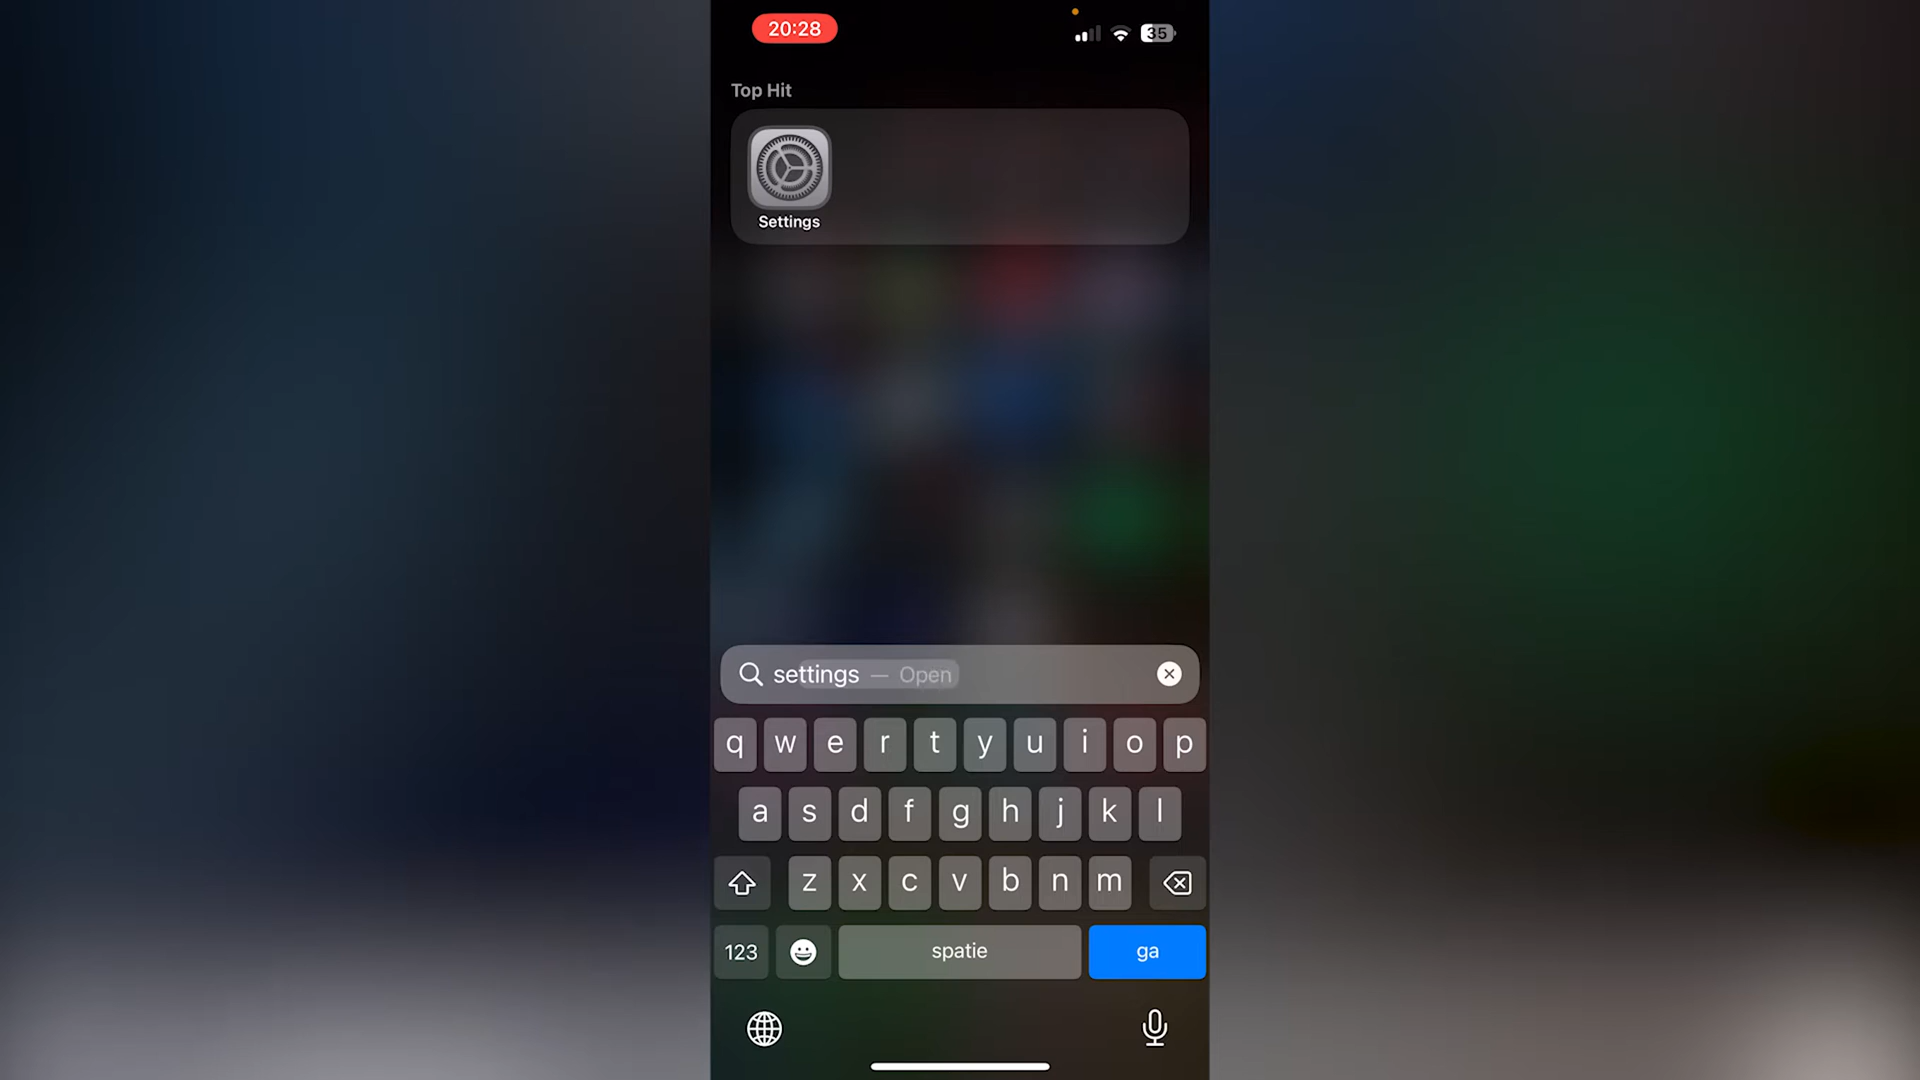 20:28
35
Top Hit
Settings
settings — Open
q w e r t y u i o p
a s d f g h j k l
z x c v b n m
123 spatie ga